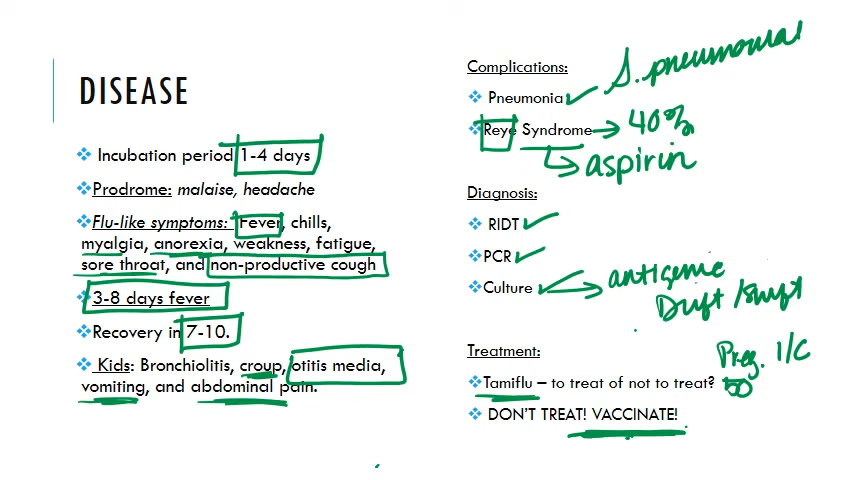 DISEASE
Incubation period 1-4 days
Prodrome: malaise, headache
Flu-like symptoms: Fever, chills,
myalgia, anorexia, weakness, fatigue,
sore throat, and non-productive cough
3-8 days fever
Recovery in 7-10.
Kids: Bronchiolitis, croup, otitis media,
vomiting, and abdominal pain.
Complications:
S. pneumoniae
Pneumonia
Reye Syndrome → 40%
aspirin
Diagnosis:
RIDT
PCR
Culture → antigenic
Drift / shift
Treatment:
Preg. I/C
Tamiflu – to treat of not to treat?
DON'T TREAT! VACCINATE!